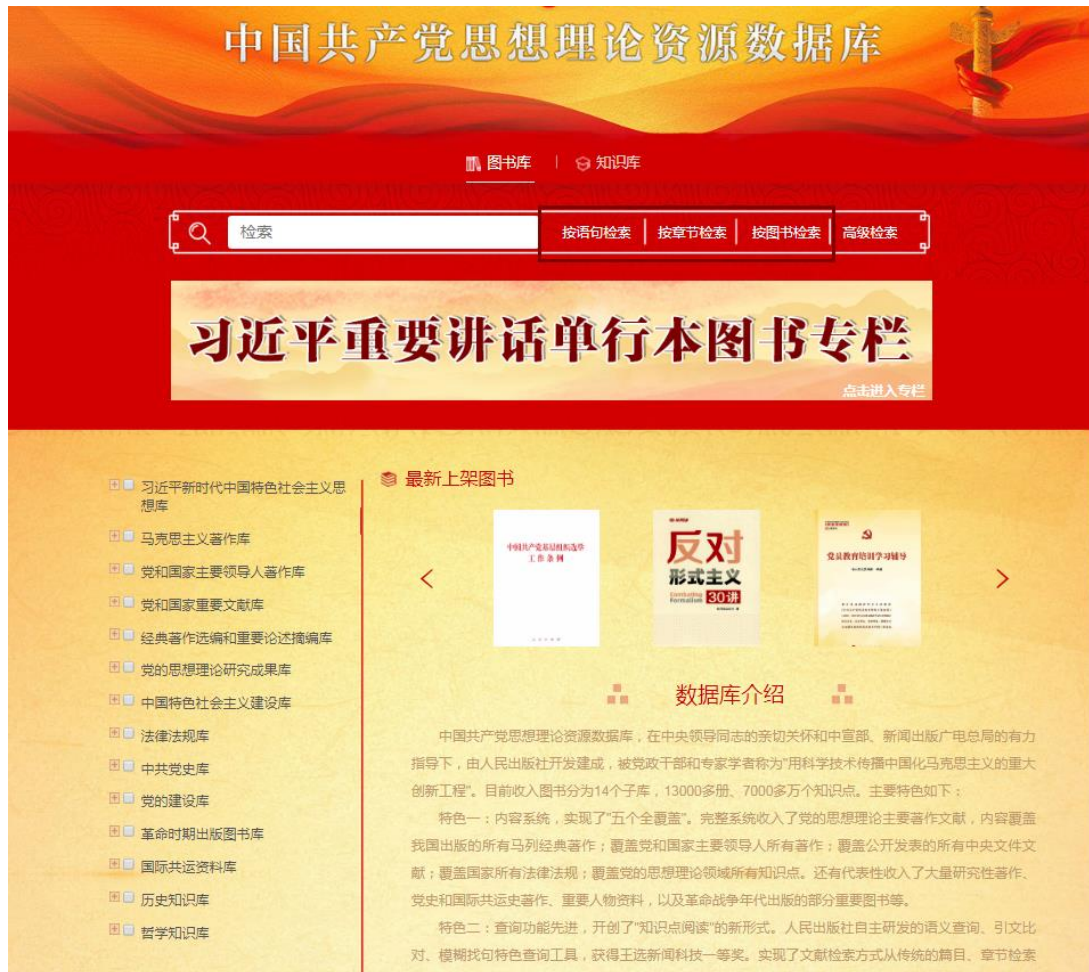 中国共产党思想理论资源数据库
图书库
知识库
检索
按语句检索
按章节检索
按图书检索
高级检索
习近平重要讲话单行本图书专栏
点击进入专栏
习近平新时代中国特色社会主义思
想库
马克思主义著作库
党和国家主要领导人著作库
党和国家重要文献库
经典著作选编和重要论述摘编库
党的思想理论研究成果库
中国特色社会主义建设库
法律法规库
中共党史库
党的建设库
革命时期出版图书库
国际共运资料库
历史知识库
哲学知识库
最新上架图书
中国共产党基层组织选举
工作条例
反对
形式主义
Combating
Formalism
30讲
党员教育培训学习辅导
数据库介绍
中国共产党思想理论资源数据库，在中央领导同志的亲切关怀和中宣部、新闻出版广电总局的有力
指导下，由人民出版社开发建成，被党政干部和专家学者称为"用科学技术传播中国化马克思主义的重大
创新工程"。目前收入图书分为14个子库，13000多册、7000多万个知识点。主要特色如下：
特色一：内容系统，实现了"五个全覆盖"。完整系统收入了党的思想理论主要著作文献，内容覆盖
我国出版的所有马列经典著作；覆盖党和国家主要领导人所有著作；覆盖公开发表的所有中央文件文
献；覆盖国家所有法律法规；覆盖党的思想理论领域所有知识点。还有代表性收入了大量研究性著作、
党史和国际共运史著作、重要人物资料，以及革命战争年代出版的部分重要图书等。
特色二：查询功能先进，开创了"知识点阅读"的新形式。人民出版社自主研发的语义查询、引文比
对、模糊找句特色查询工具，获得王选新闻科技一等奖。实现了文献检索方式从传统的篇目、章节检索